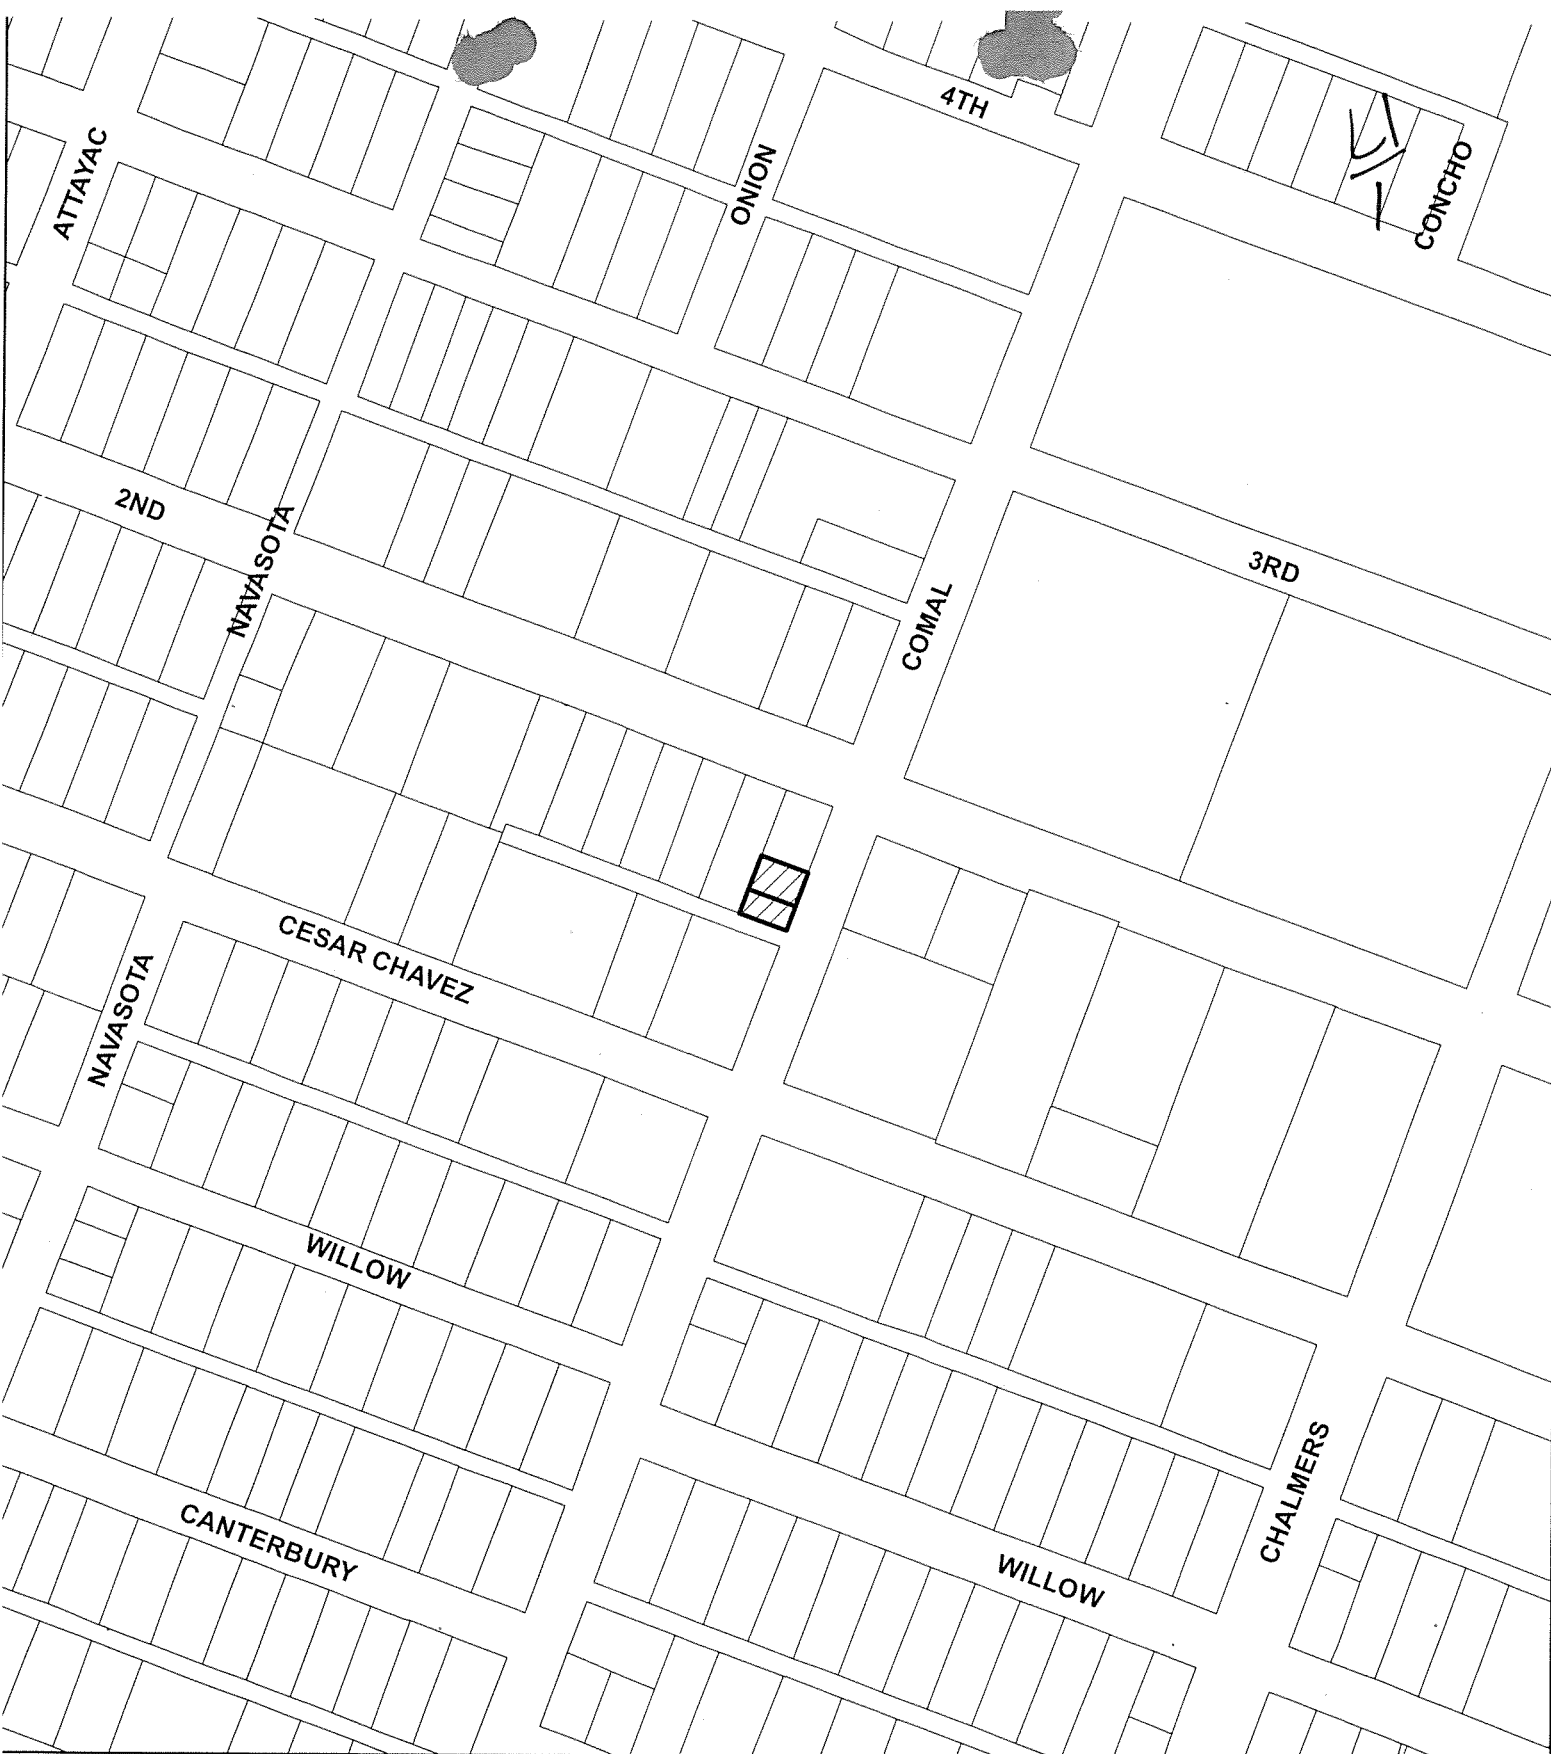 4TH
ATTAYAC
ONION
CONCHO
2ND
NAVASOTA
3RD
COMAL
CESAR CHAVEZ
NAVASOTA
WILLOW
CHALMERS
CANTERBURY
WILLOW